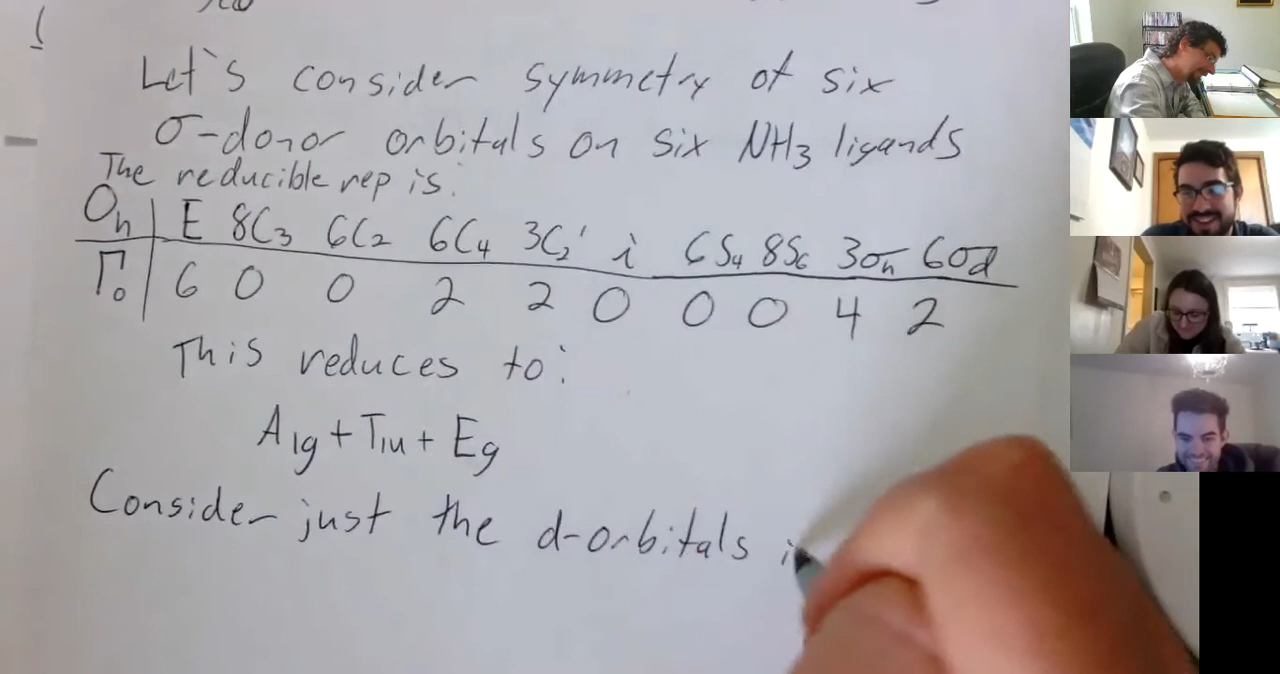 Let's consider symmetry of six
σ-donor orbitals on six NH3 ligands
The reducible rep is:
Oh | E 8C3 6C2 6C4 3C2' i 6S4 8S6 3σh 6σd
Γσ | 6 0 0 2 2 0 0 0 4 2
This reduces to:
A1g + T1u + Eg
Consider just the d-orbitals i